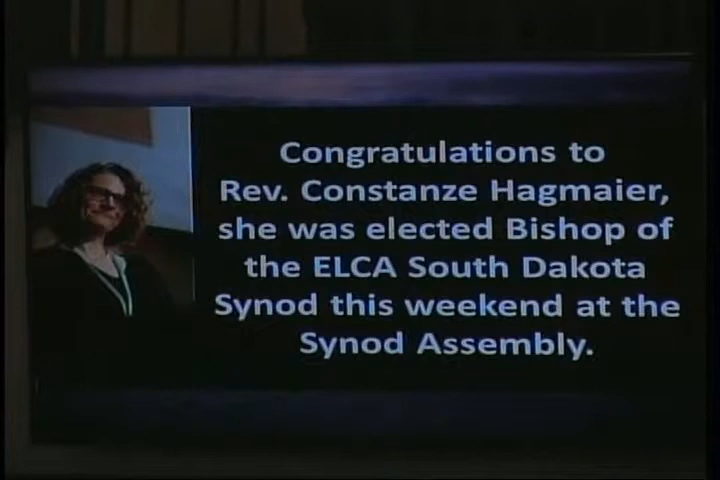 Congratulations to
Rev. Constanze Hagmaier,
she was elected Bishop of
the ELCA South Dakota
Synod this weekend at the
Synod Assembly.